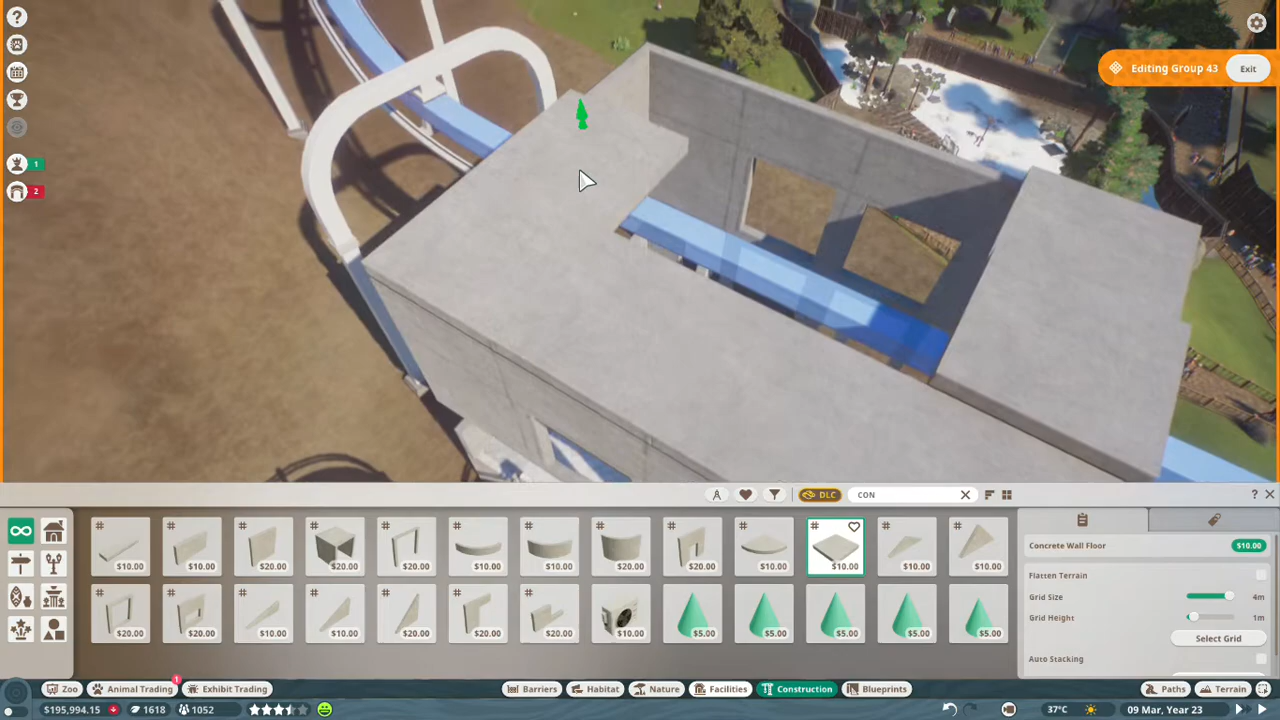 Editing Group 43
Exit
1
2
DLC
CON
$10.00
$10.00
$20.00
$20.00
$20.00
$10.00
$10.00
$20.00
$20.00
$10.00
$10.00
$10.00
$10.00
$20.00
$20.00
$10.00
$10.00
$20.00
$20.00
$20.00
$10.00
$5.00
$5.00
$5.00
$5.00
$5.00
Concrete Wall Floor
$10.00
Flatten Terrain
Grid Size
4m
Grid Height
1m
Select Grid
Auto Stacking
Zoo
Animal Trading
1
Exhibit Trading
Barriers
Habitat
Nature
Facilities
Construction
Blueprints
Paths
Terrain
$195,994.15
1618
1052
37°C
09 Mar, Year 23